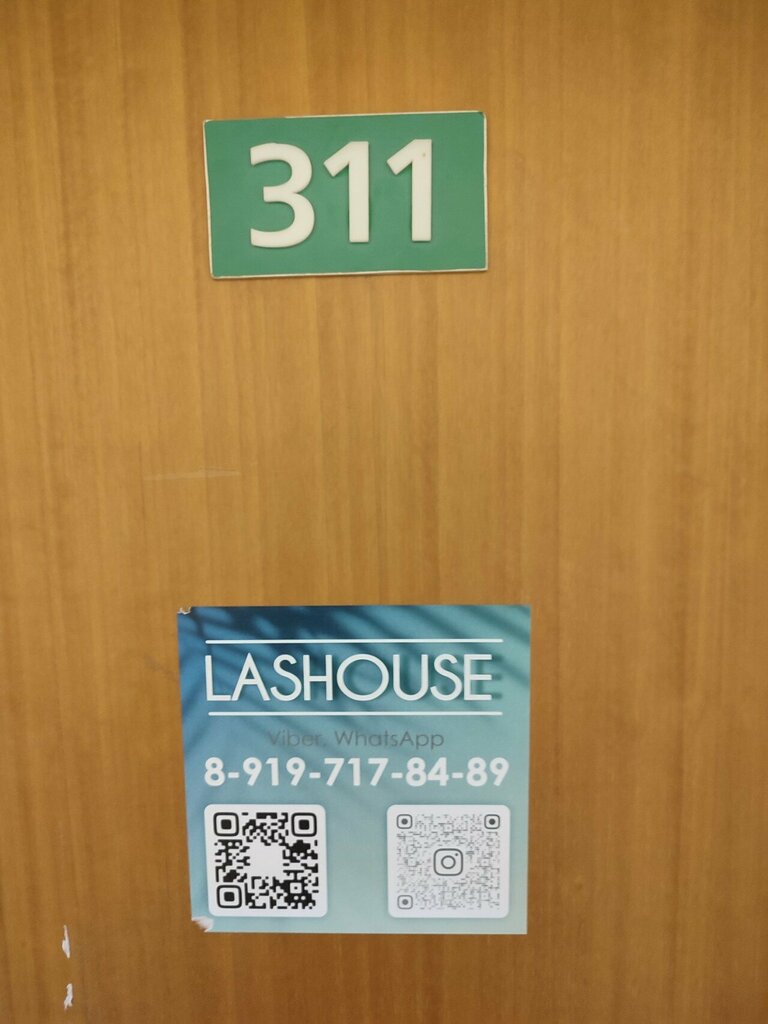 311
LASHOUSE
Viber, WhatsApp
8-919-717-84-89